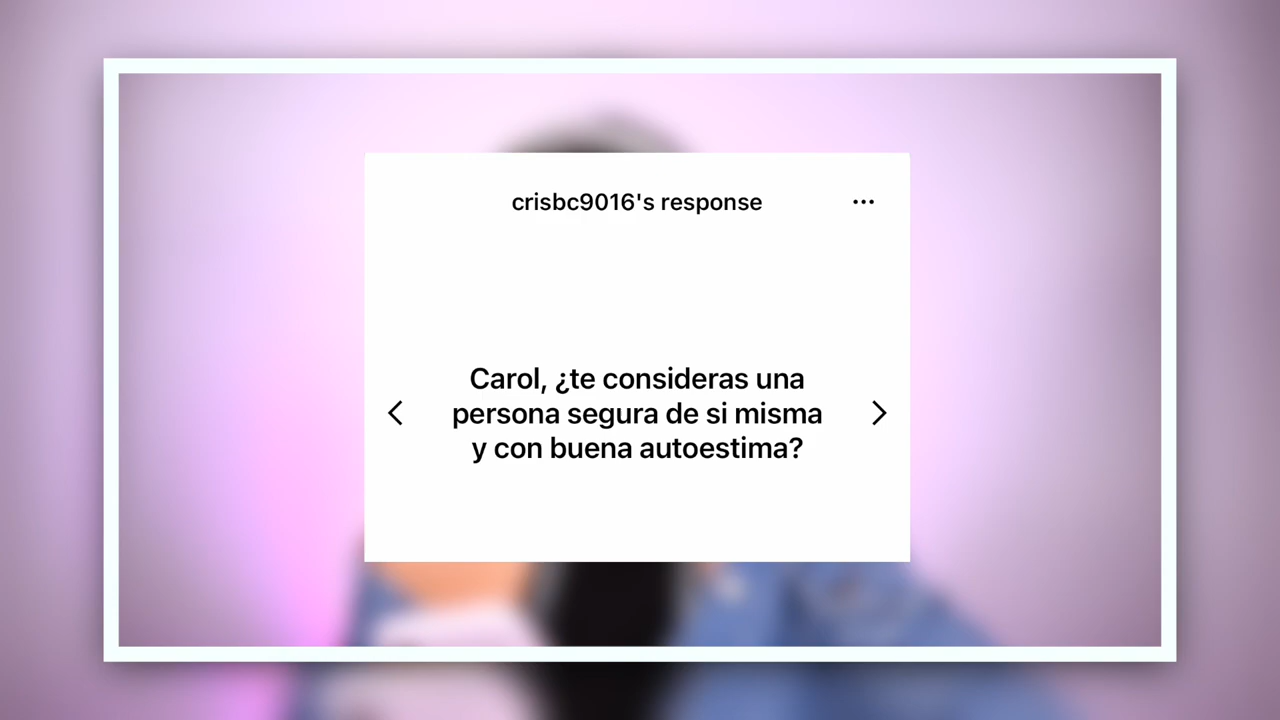 crisbc9016's response
Carol, ¿te consideras una
persona segura de si misma
y con buena autoestima?